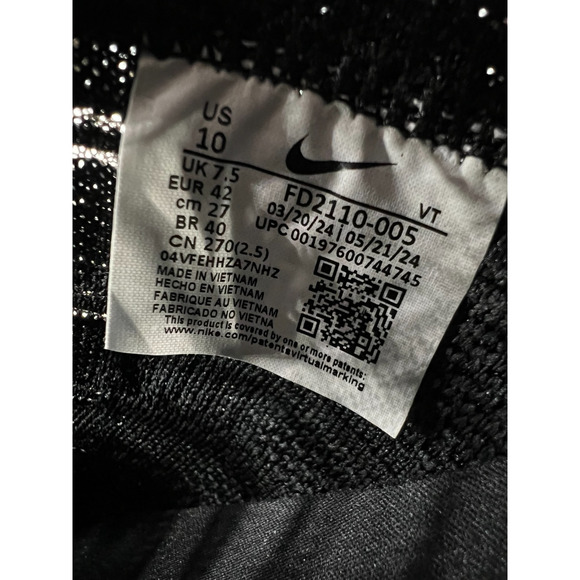 US
10
UK 7.5
EUR 42
cm 27
BR 40
CN 270(2.5)
04VFEHHZA7NHZ
MADE IN VIETNAM
HECHO EN VIETNAM
FABRIQUE AU VIETNAM
FABRICADO NO VIETNA
This product is covered by one or more patents:
www.nike.com/patentsvirtualmarking
VT
FD2110-005
03/20/24 | 05/21/24
UPC 00197600744745